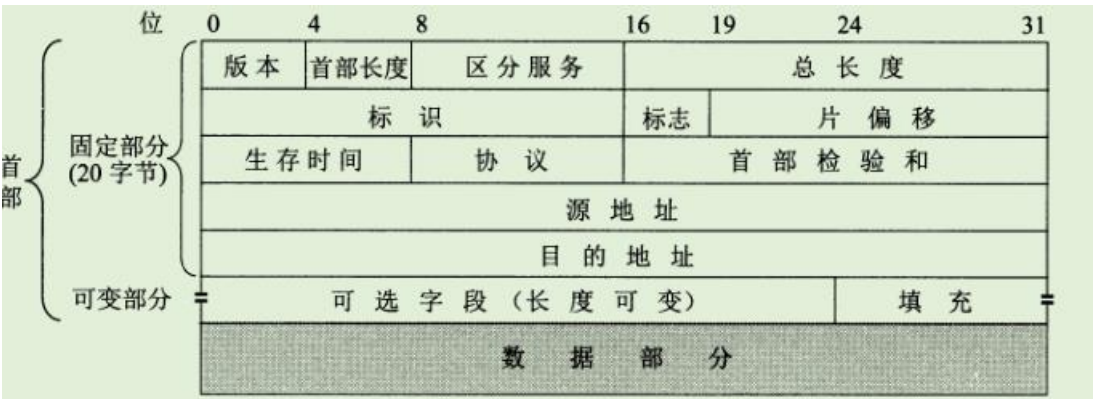 位 0 4 8 16 19 24 31
版本 首部长度 区分服务 总长度
标识 标志 片偏移
首部
固定部分
(20 字节)
生存时间 协议 首部检验和
源地址
目的地址
可变部分 可选字段（长度可变） 填充
数据部分